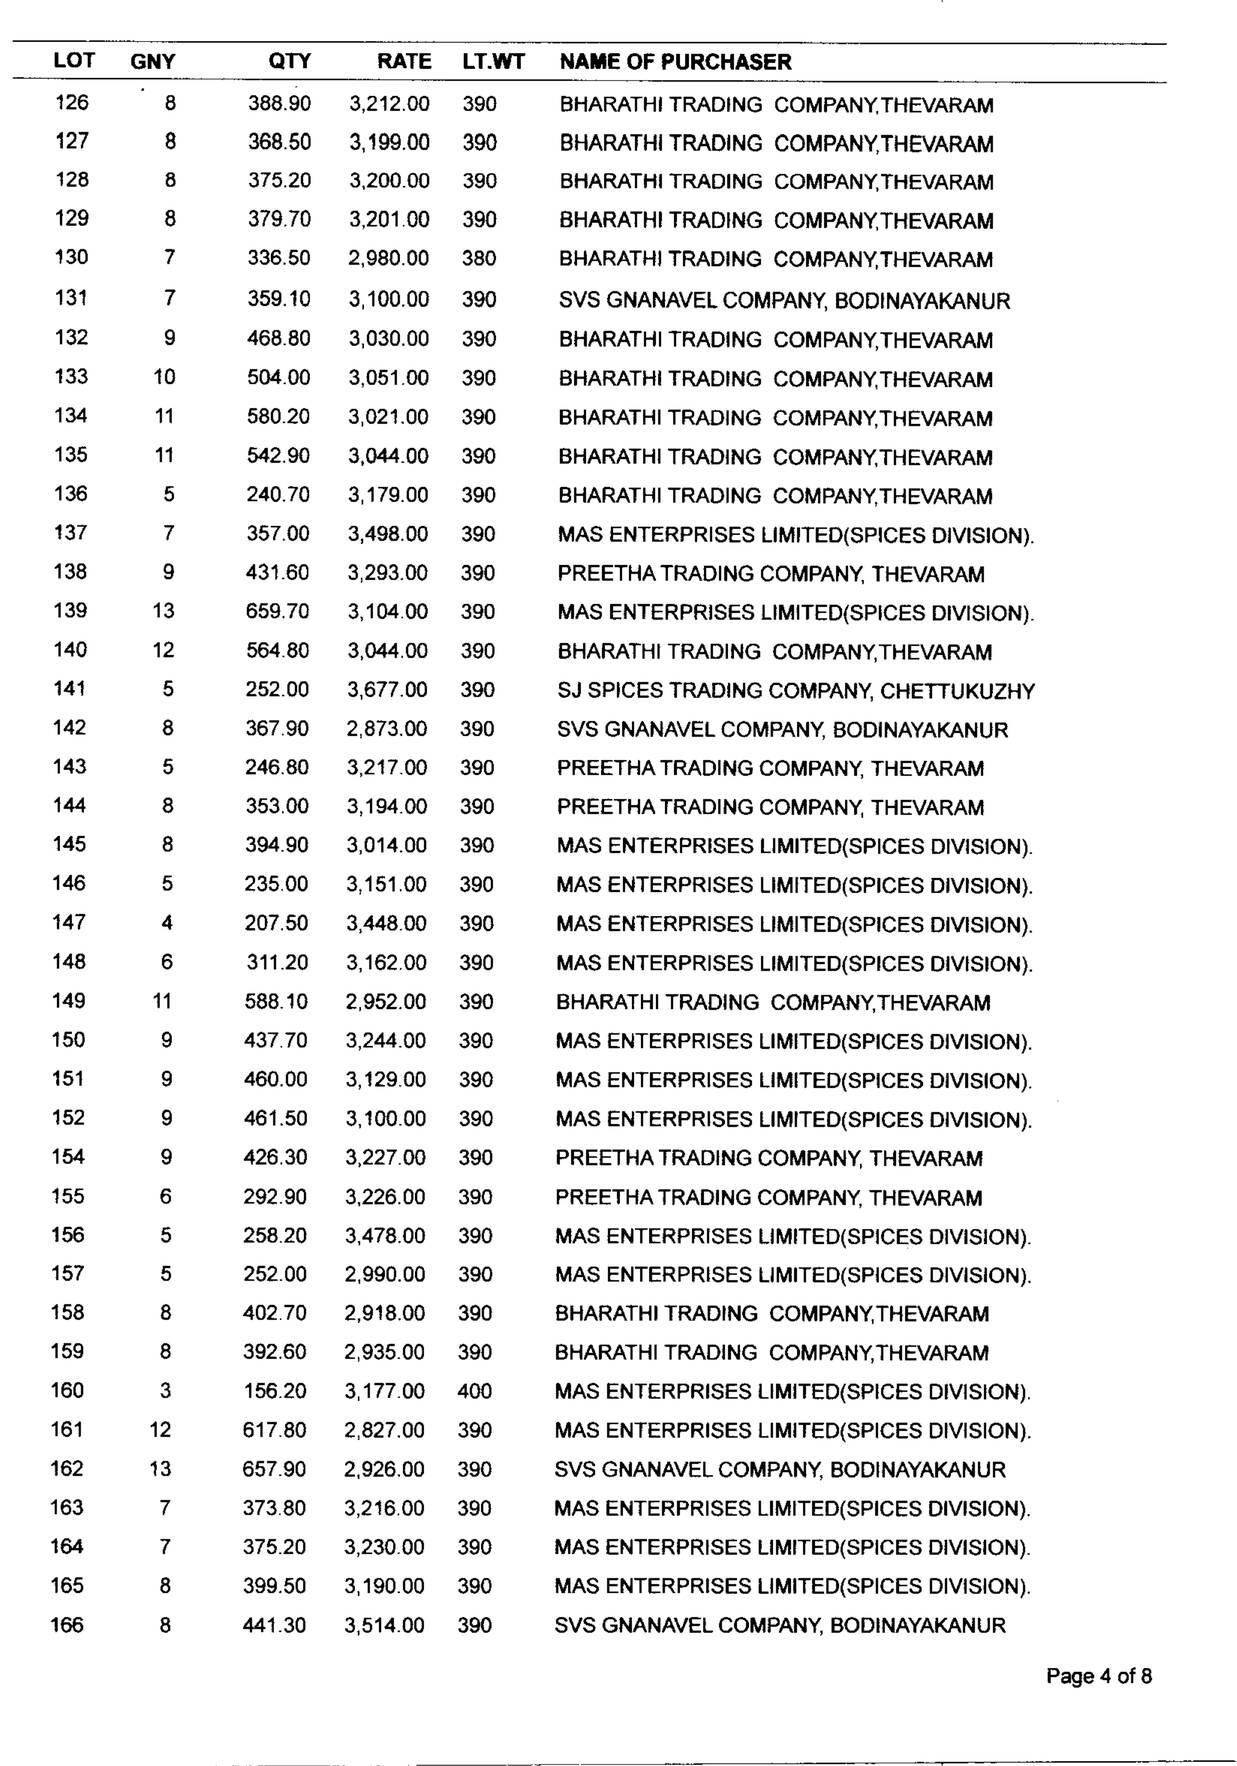 LOT GNY QTY RATE LT.WT NAME OF PURCHASER
126 8 388.90 3,212.00 390 BHARATHI TRADING COMPANY,THEVARAM
127 8 368.50 3,199.00 390 BHARATHI TRADING COMPANY,THEVARAM
128 8 375.20 3,200.00 390 BHARATHI TRADING COMPANY,THEVARAM
129 8 379.70 3,201.00 390 BHARATHI TRADING COMPANY,THEVARAM
130 7 336.50 2,980.00 380 BHARATHI TRADING COMPANY,THEVARAM
131 7 359.10 3,100.00 390 SVS GNANAVEL COMPANY, BODINAYAKANUR
132 9 468.80 3,030.00 390 BHARATHI TRADING COMPANY,THEVARAM
133 10 504.00 3,051.00 390 BHARATHI TRADING COMPANY,THEVARAM
134 11 580.20 3,021.00 390 BHARATHI TRADING COMPANY,THEVARAM
135 11 542.90 3,044.00 390 BHARATHI TRADING COMPANY,THEVARAM
136 5 240.70 3,179.00 390 BHARATHI TRADING COMPANY,THEVARAM
137 7 357.00 3,498.00 390 MAS ENTERPRISES LIMITED(SPICES DIVISION).
138 9 431.60 3,293.00 390 PREETHA TRADING COMPANY, THEVARAM
139 13 659.70 3,104.00 390 MAS ENTERPRISES LIMITED(SPICES DIVISION).
140 12 564.80 3,044.00 390 BHARATHI TRADING COMPANY,THEVARAM
141 5 252.00 3,677.00 390 SJ SPICES TRADING COMPANY, CHETTUKUZHY
142 8 367.90 2,873.00 390 SVS GNANAVEL COMPANY, BODINAYAKANUR
143 5 246.80 3,217.00 390 PREETHA TRADING COMPANY, THEVARAM
144 8 353.00 3,194.00 390 PREETHA TRADING COMPANY, THEVARAM
145 8 394.90 3,014.00 390 MAS ENTERPRISES LIMITED(SPICES DIVISION).
146 5 235.00 3,151.00 390 MAS ENTERPRISES LIMITED(SPICES DIVISION).
147 4 207.50 3,448.00 390 MAS ENTERPRISES LIMITED(SPICES DIVISION).
148 6 311.20 3,162.00 390 MAS ENTERPRISES LIMITED(SPICES DIVISION).
149 11 588.10 2,952.00 390 BHARATHI TRADING COMPANY,THEVARAM
150 9 437.70 3,244.00 390 MAS ENTERPRISES LIMITED(SPICES DIVISION).
151 9 460.00 3,129.00 390 MAS ENTERPRISES LIMITED(SPICES DIVISION).
152 9 461.50 3,100.00 390 MAS ENTERPRISES LIMITED(SPICES DIVISION).
154 9 426.30 3,227.00 390 PREETHA TRADING COMPANY, THEVARAM
155 6 292.90 3,226.00 390 PREETHA TRADING COMPANY, THEVARAM
156 5 258.20 3,478.00 390 MAS ENTERPRISES LIMITED(SPICES DIVISION).
157 5 252.00 2,990.00 390 MAS ENTERPRISES LIMITED(SPICES DIVISION).
158 8 402.70 2,918.00 390 BHARATHI TRADING COMPANY,THEVARAM
159 8 392.60 2,935.00 390 BHARATHI TRADING COMPANY,THEVARAM
160 3 156.20 3,177.00 400 MAS ENTERPRISES LIMITED(SPICES DIVISION).
161 12 617.80 2,827.00 390 MAS ENTERPRISES LIMITED(SPICES DIVISION).
162 13 657.90 2,926.00 390 SVS GNANAVEL COMPANY, BODINAYAKANUR
163 7 373.80 3,216.00 390 MAS ENTERPRISES LIMITED(SPICES DIVISION).
164 7 375.20 3,230.00 390 MAS ENTERPRISES LIMITED(SPICES DIVISION).
165 8 399.50 3,190.00 390 MAS ENTERPRISES LIMITED(SPICES DIVISION).
166 8 441.30 3,514.00 390 SVS GNANAVEL COMPANY, BODINAYAKANUR
Page 4 of 8